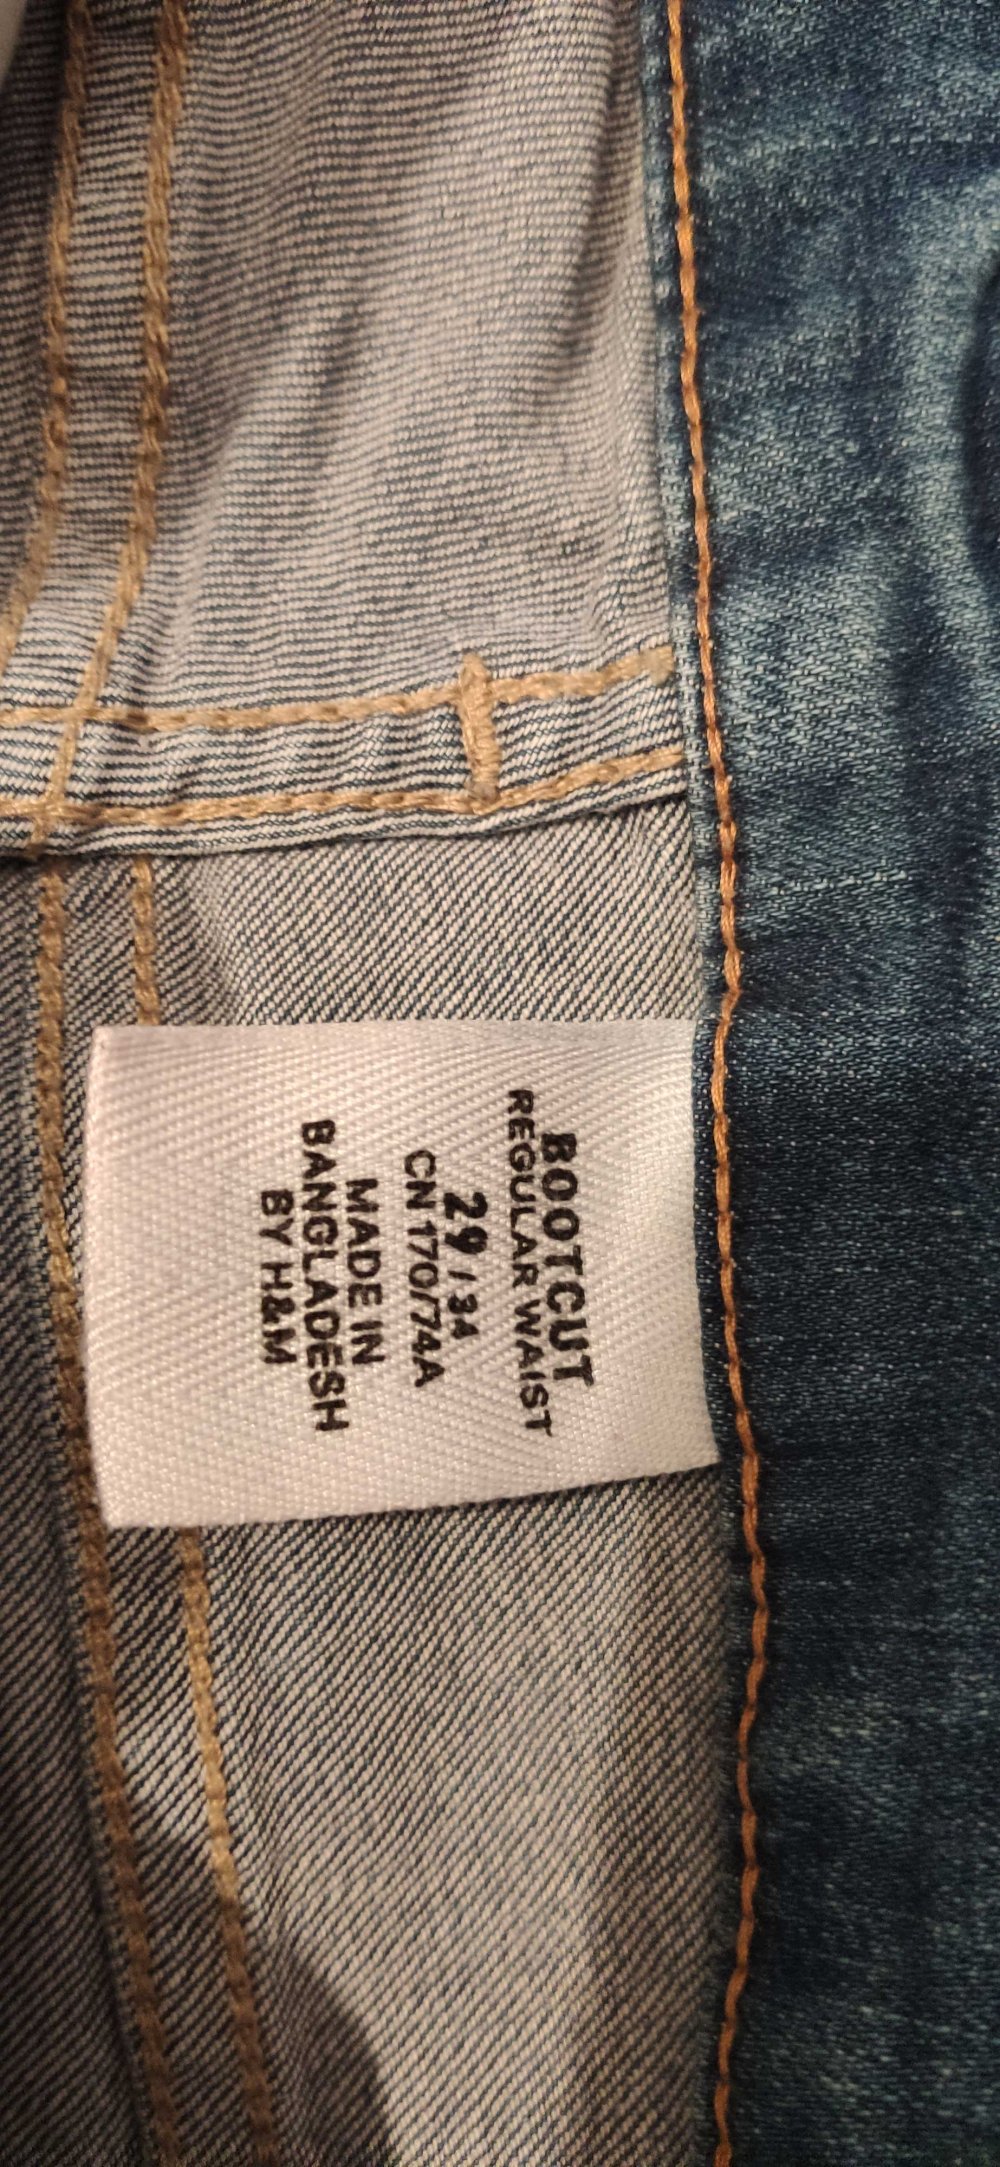 BOOTCUT
REGULAR WAIST
29/34
CN 170/74A
MADE IN
BANGLADESH
BY H&M